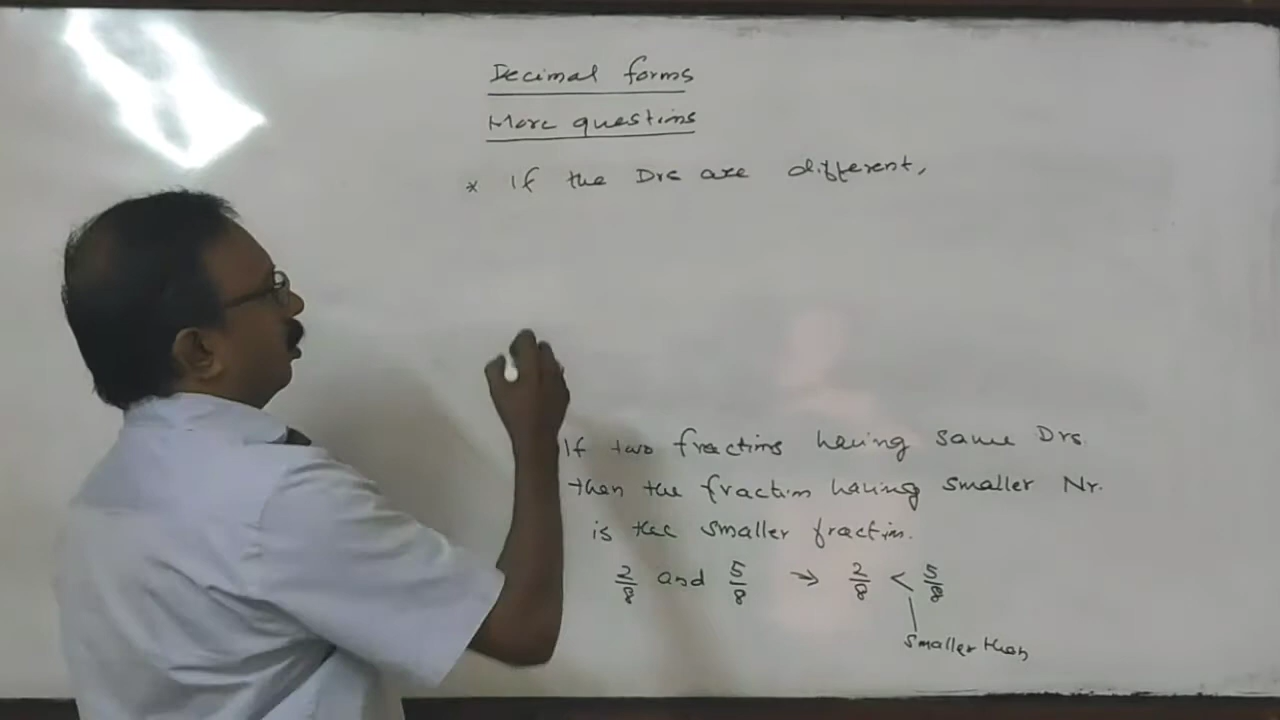 Decimal forms
More questions
* If the Drs are different,
If two fractions having same Drs.
then the fraction having smaller Nr.
is the smaller fraction.
2/8 and 5/8 → 2/8 < 5/8
smaller than